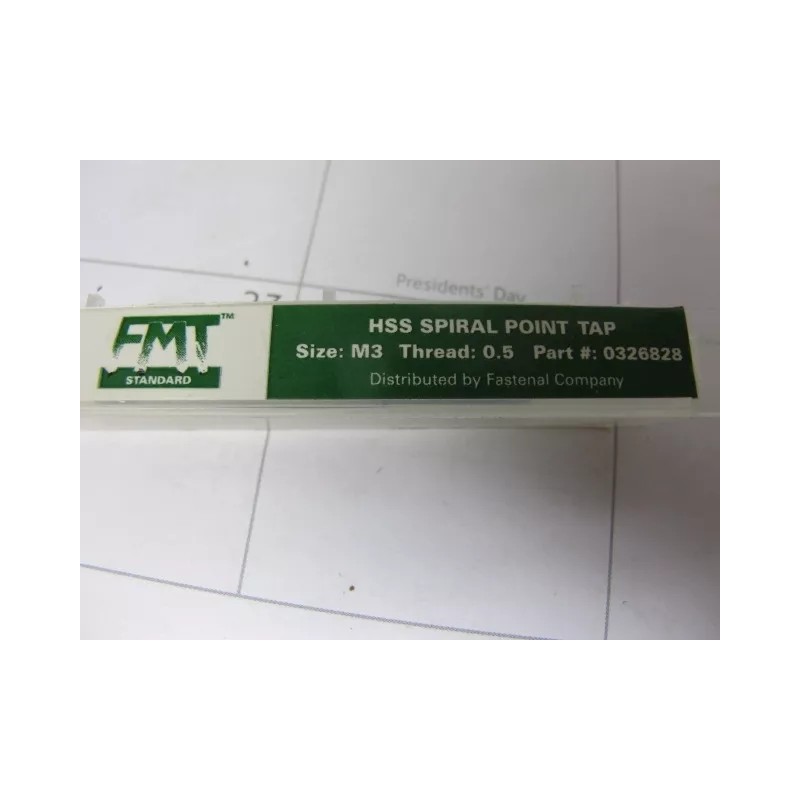 Presidents' Day
27
FMT™
STANDARD
HSS SPIRAL POINT TAP
Size: M3 Thread: 0.5 Part #: 0326828
Distributed by Fastenal Company